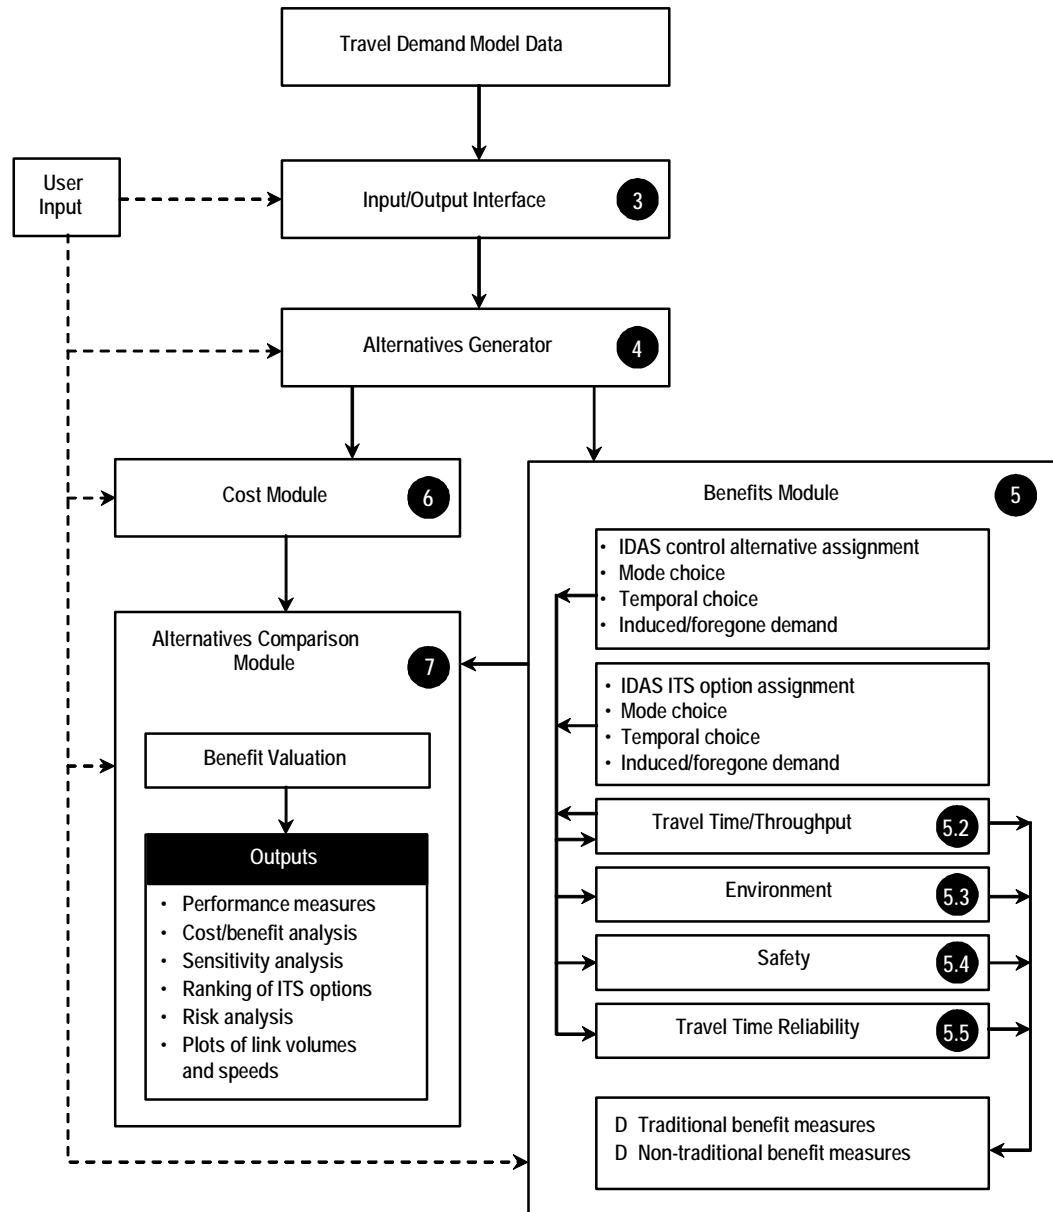 Travel Demand Model Data
User
Input
Input/Output Interface
3
Alternatives Generator
4
Cost Module
6
Benefits Module
5
· IDAS control alternative assignment
· Mode choice
· Temporal choice
· Induced/foregone demand
Alternatives Comparison
Module
7
· IDAS ITS option assignment
· Mode choice
· Temporal choice
· Induced/foregone demand
Benefit Valuation
Travel Time/Throughput
5.2
Outputs
· Performance measures
· Cost/benefit analysis
· Sensitivity analysis
· Ranking of ITS options
· Risk analysis
· Plots of link volumes
and speeds
Environment
5.3
Safety
5.4
Travel Time Reliability
5.5
D Traditional benefit measures
D Non-traditional benefit measures